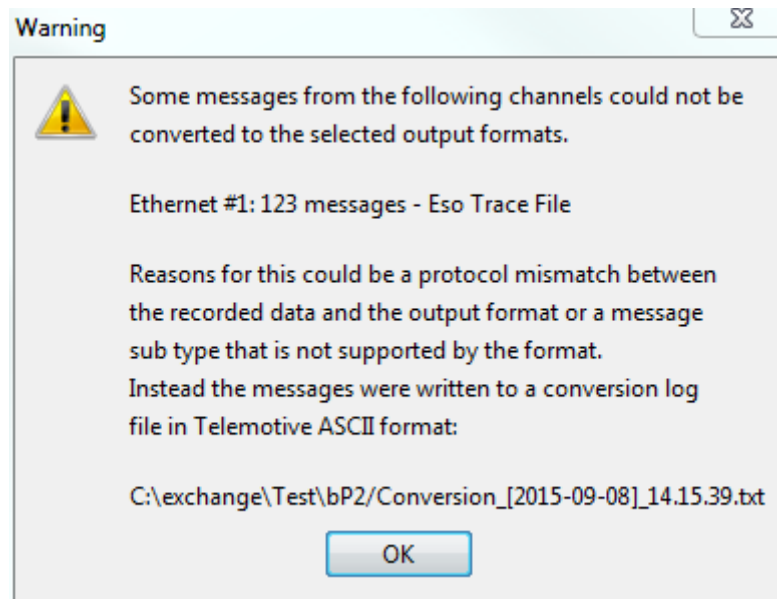 Warning
Some messages from the following channels could not be
converted to the selected output formats.
Ethernet #1: 123 messages - Eso Trace File
Reasons for this could be a protocol mismatch between
the recorded data and the output format or a message
sub type that is not supported by the format.
Instead the messages were written to a conversion log
file in Telemotive ASCII format:
C:\exchange\Test\bP2/Conversion_[2015-09-08]_14.15.39.txt
OK